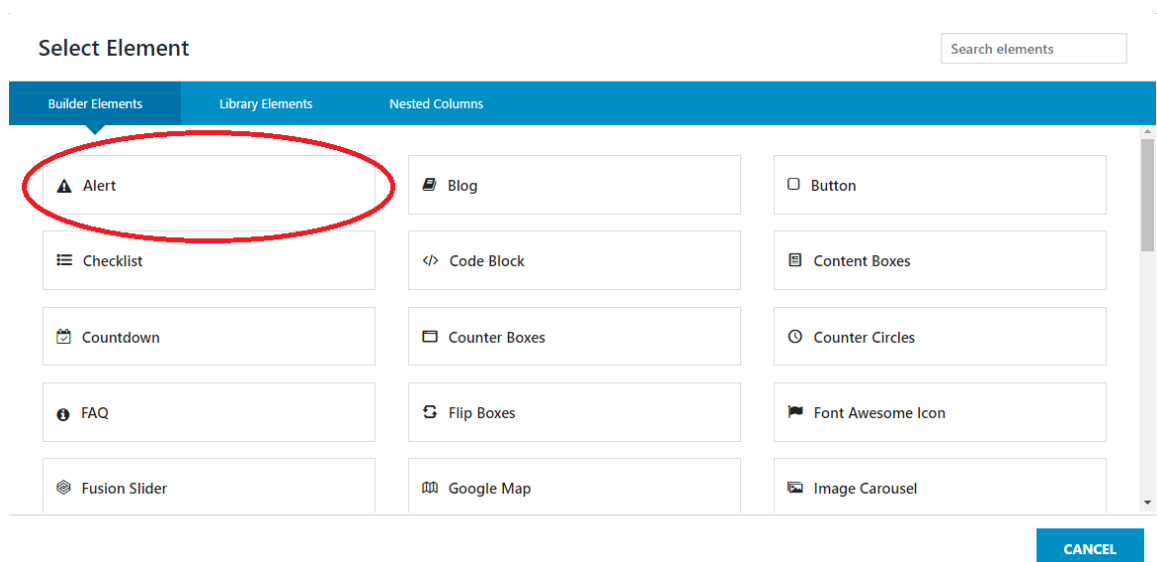 Select Element
Search elements
Builder Elements Library Elements Nested Columns
Alert Blog Button
Checklist Code Block Content Boxes
Countdown Counter Boxes Counter Circles
FAQ Flip Boxes Font Awesome Icon
Fusion Slider Google Map Image Carousel
CANCEL